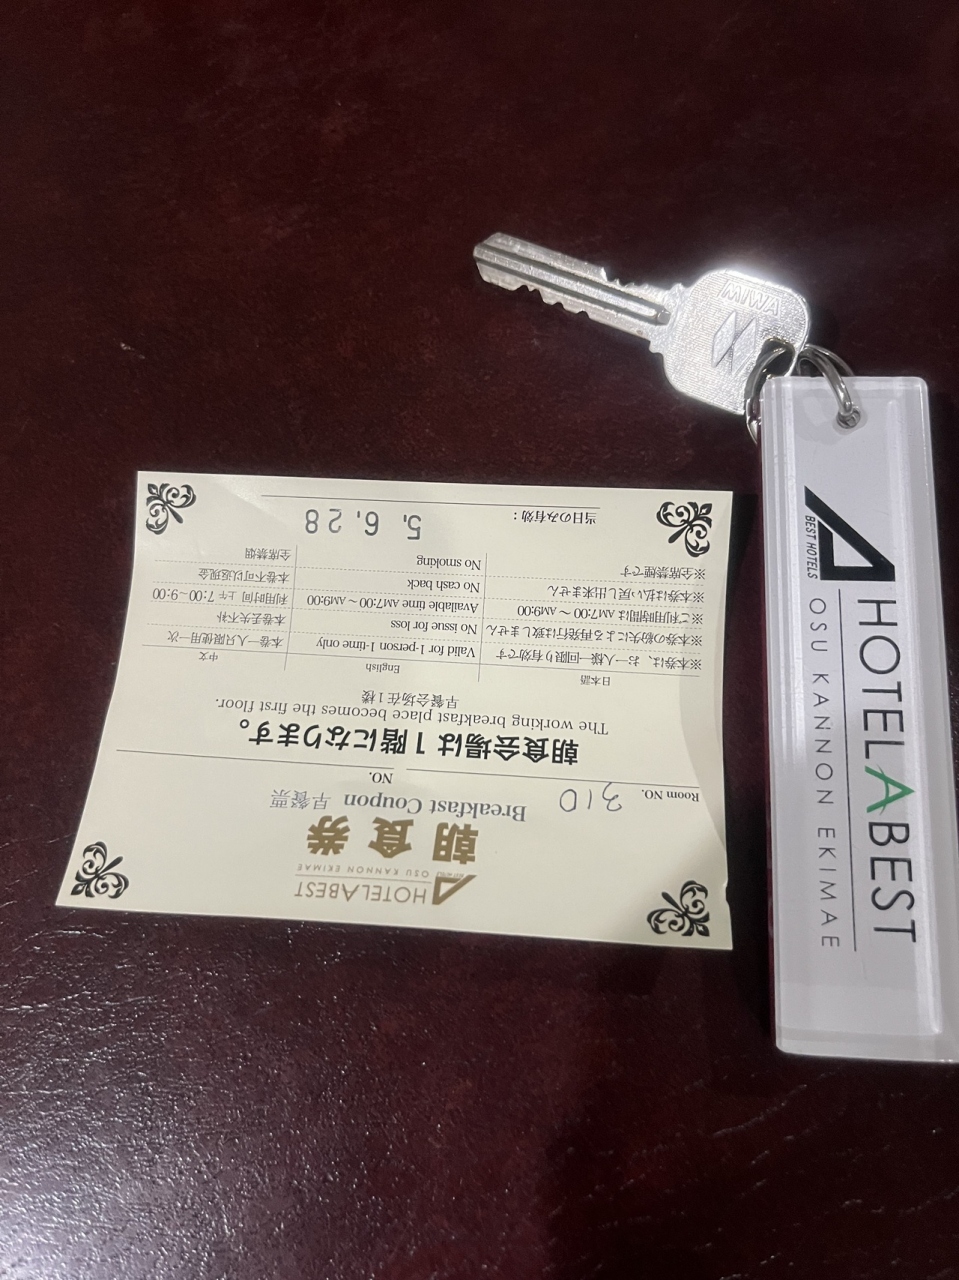 MIWA
BEST HOTELS
HOTELABEST
OSU KANNON EKIMAE
HOTELABEST
OSU KANNON EKIMAE
朝食券
Breakfast Coupon 早餐票
Room NO. 310
NO.
朝食会場は1階になります。
The working breakfast place becomes the first floor.
早餐会场在1楼
日本語 English 中文
※本券は、お一人様一回限り有効です Valid for 1-person 1-time only 本卷一人只限使用一次
※本券の紛失による再発行は致しません No issue for loss 本卷丢失不补
※ご利用時間は AM7:00 ~ AM9:00 Available time AM7:00 ~ AM9:00 利用时间 上午 7:00~9:00
※本券は払い戻し出来ません No cash back 本卷不可以返现金
※全席禁煙です No smoking 全席禁烟
当日のみ有効: 5. 6. 28